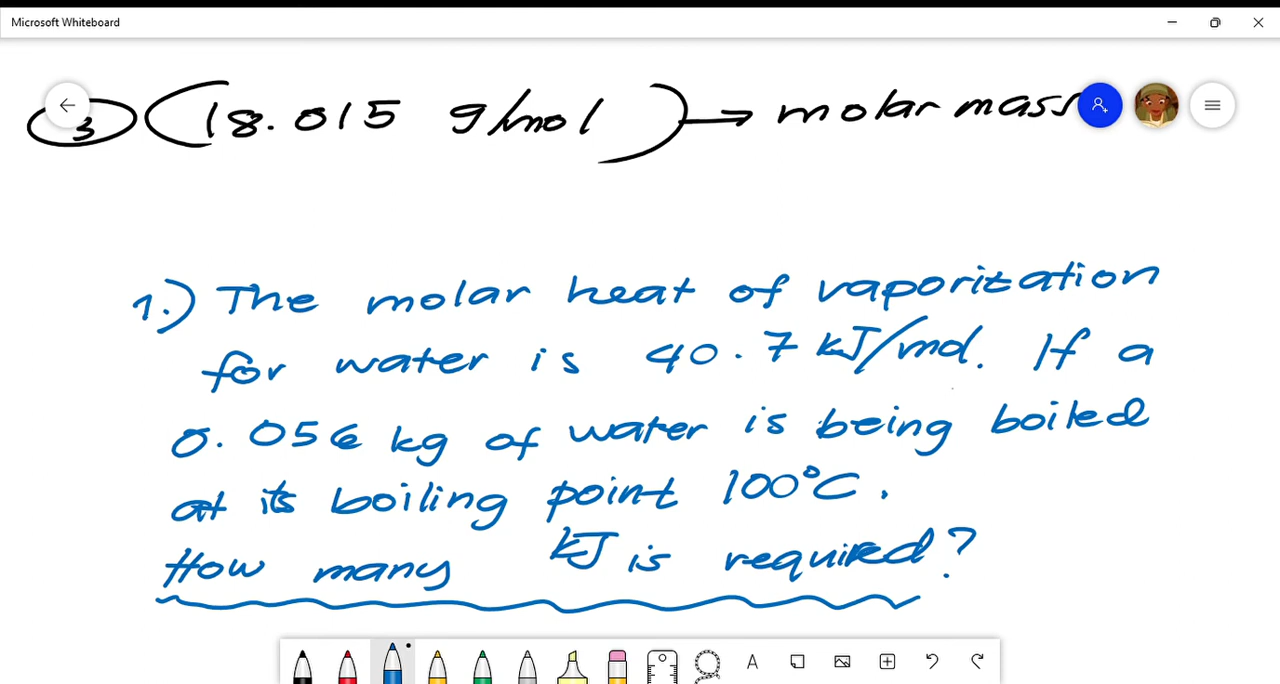 Microsoft Whiteboard
3 (18.015 g/mol) → molar mass
1.) The molar heat of vaporization
for water is 40.7 kJ/mol. If a
0.056 kg of water is being boiled
at its boiling point 100°C.
How many kJ is required?
A